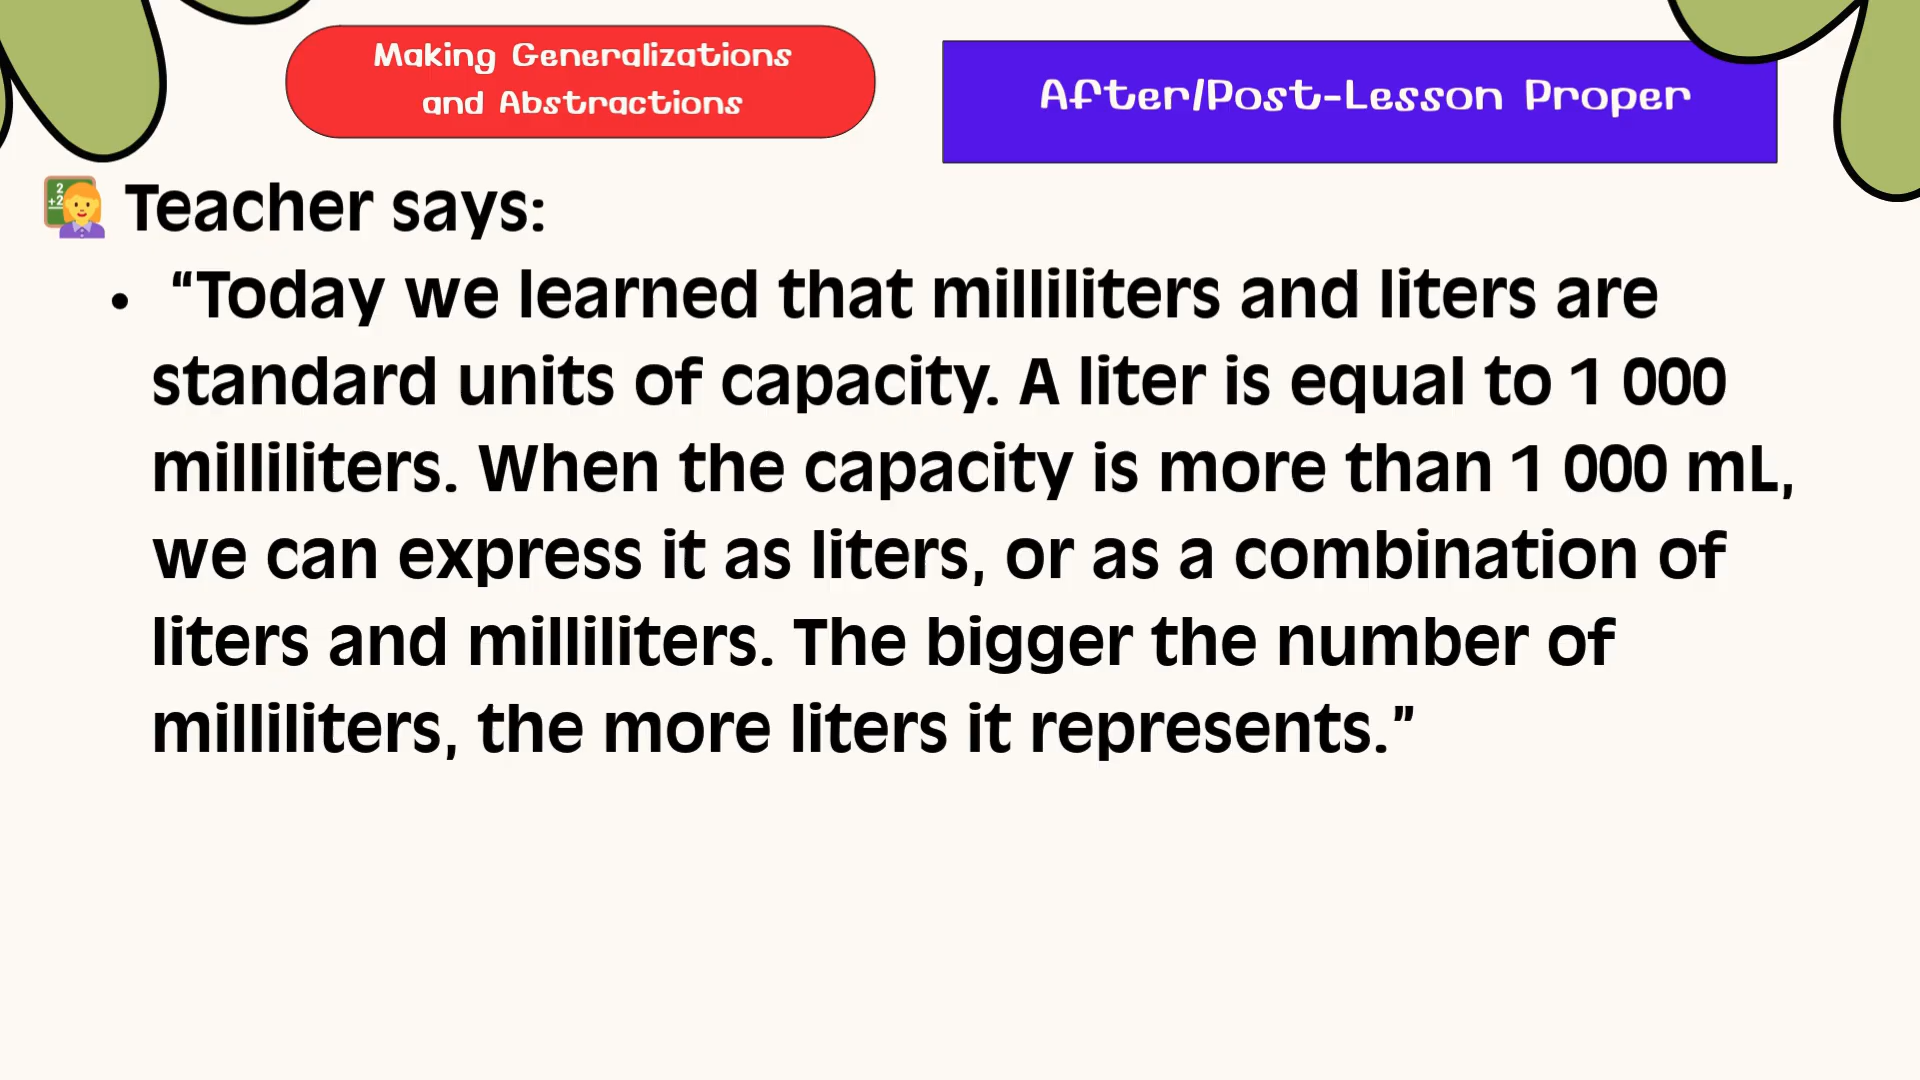 Making Generalizations
and Abstractions
After/Post-Lesson Proper
2
+2
Teacher says:
• “Today we learned that milliliters and liters are
standard units of capacity. A liter is equal to 1 000
milliliters. When the capacity is more than 1 000 mL,
we can express it as liters, or as a combination of
liters and milliliters. The bigger the number of
milliliters, the more liters it represents.”